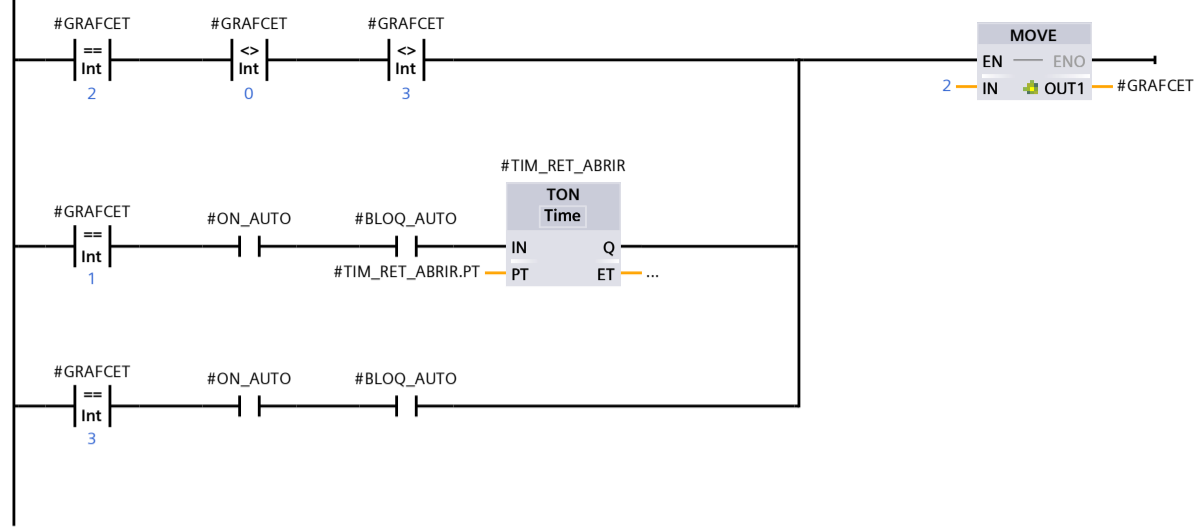 #GRAFCET #GRAFCET #GRAFCET
== <> <>
Int Int Int
2 0 3
MOVE
EN ENO
2 IN OUT1 #GRAFCET
#TIM_RET_ABRIR
TON
Time
#GRAFCET #ON_AUTO #BLOQ_AUTO
==
Int
1
IN Q
#TIM_RET_ABRIR.PT PT ET ...
#GRAFCET #ON_AUTO #BLOQ_AUTO
==
Int
3